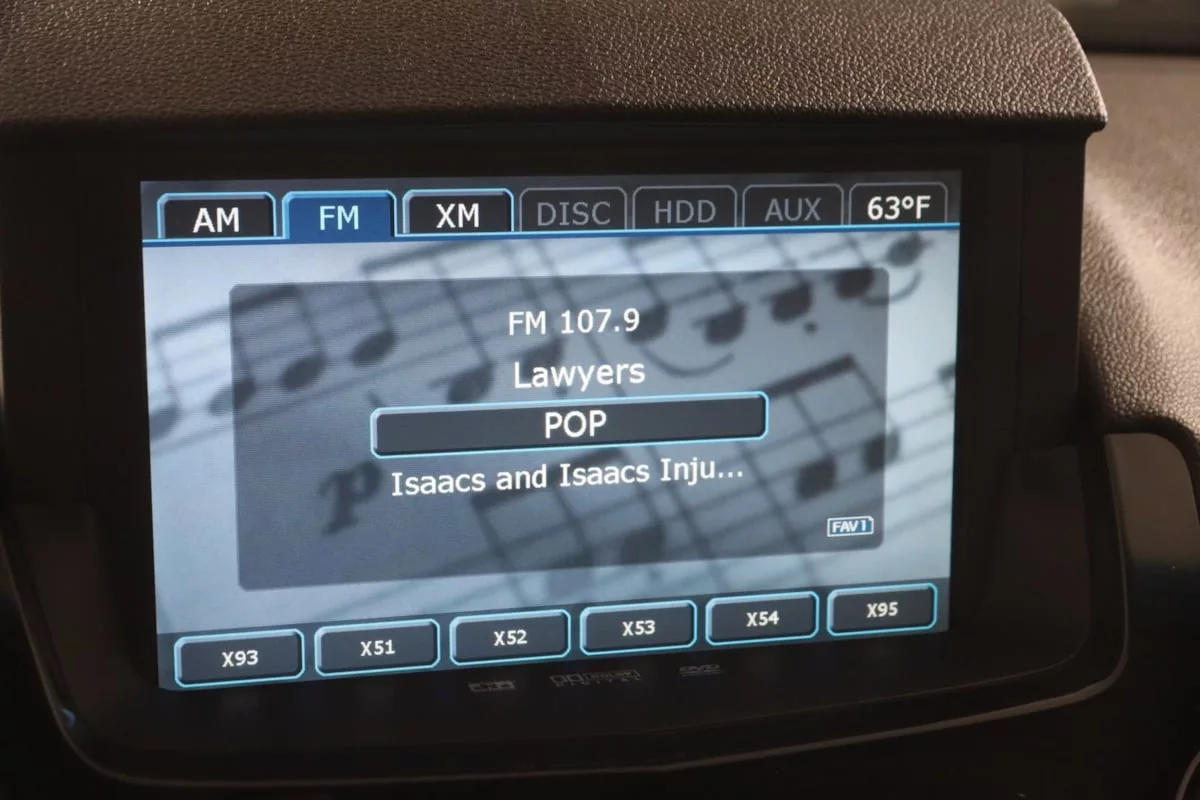 AM FM XM DISC HDD AUX 63°F
FM 107.9
Lawyers
POP
Isaacs and Isaacs Inju...
FAV1
X93 X51 X52 X53 X54 X95